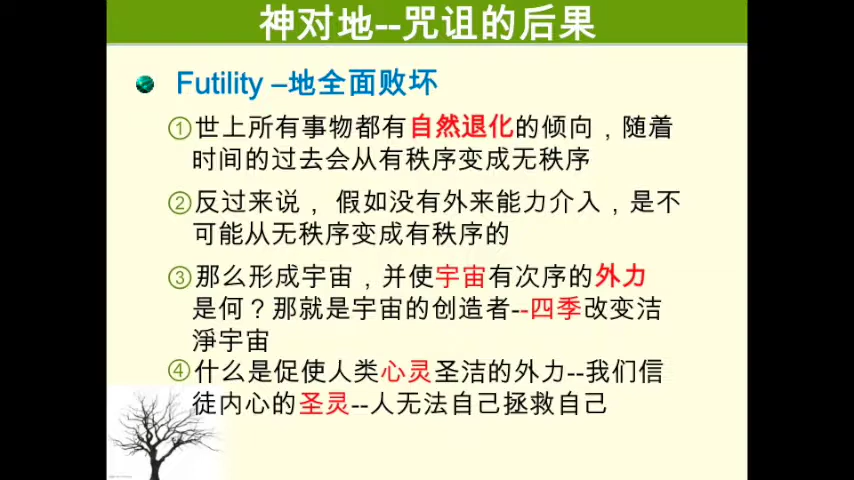 神对地--咒诅的后果
Futility –地全面败坏
①世上所有事物都有自然退化的倾向，随着
时间的过去会从有秩序变成无秩序
②反过来说， 假如没有外来能力介入，是不
可能从无秩序变成有秩序的
③那么形成宇宙，并使宇宙有次序的外力
是何？那就是宇宙的创造者--四季改变洁
淨宇宙
④什么是促使人类心灵圣洁的外力--我们信
徒内心的圣灵--人无法自己拯救自己